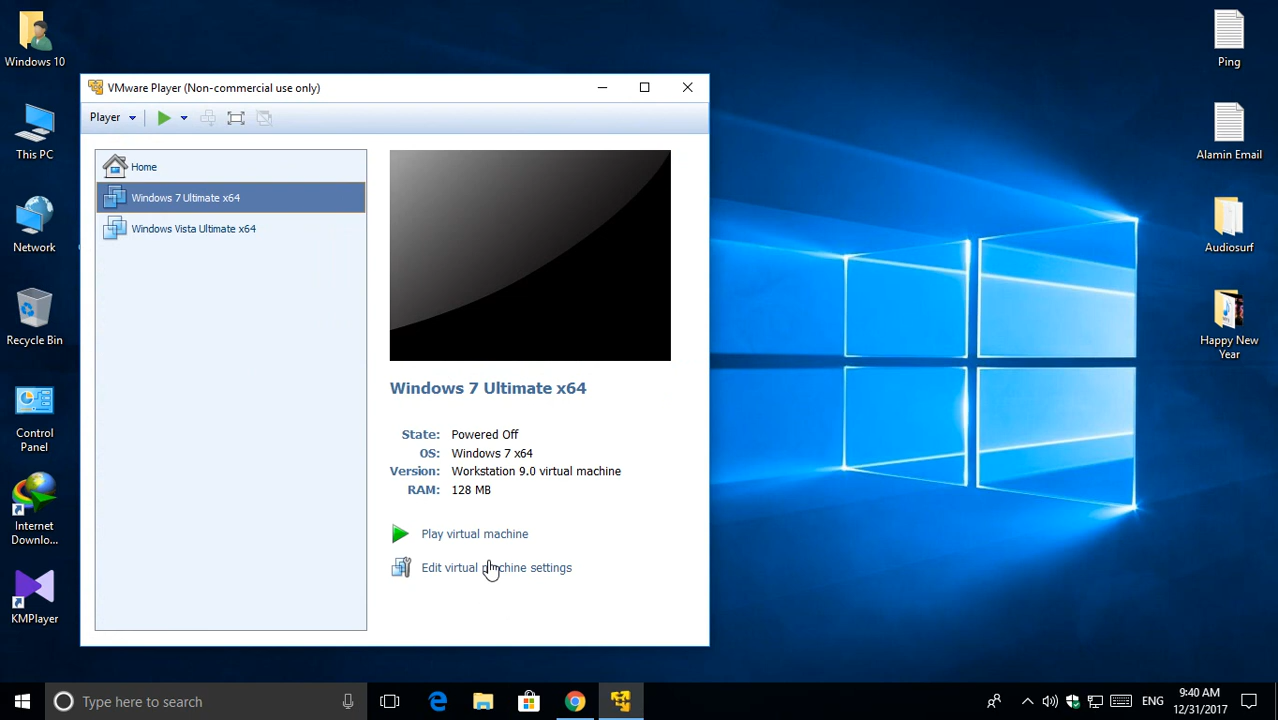 Windows 10
This PC
Network
Recycle Bin
Control
Panel
Internet
Downlo...
KMPlayer
VMware Player (Non-commercial use only)
Player
Home
Windows 7 Ultimate x64
Windows Vista Ultimate x64
Windows 7 Ultimate x64
State: Powered Off
OS: Windows 7 x64
Version: Workstation 9.0 virtual machine
RAM: 128 MB
Play virtual machine
Edit virtual machine settings
Ping
Alamin Email
Audiosurf
Happy New
Year
Type here to search
ENG
9:40 AM
12/31/2017